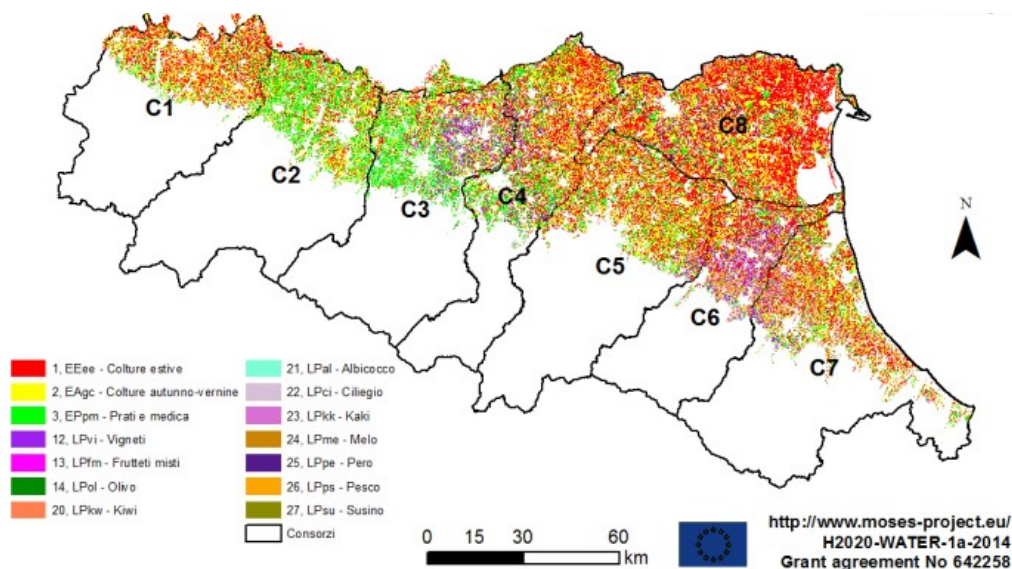 C1
C2
C3
C4
C5
C6
C7
C8
N
1, EEee - Colture estive
2, EAgc - Colture autunno-vernine
3, EPpm - Prati e medica
12, LPvi - Vigneti
13, LPfm - Frutteti misti
14, LPol - Olivo
20, LPkw - Kiwi
21, LPal - Albicocco
22, LPci - Ciliegio
23, LPkk - Kaki
24, LPme - Melo
25, LPpe - Pero
26, LPps - Pesco
27, LPsu - Susino
Consorzi
0 30 60
km
http://www.moses-project.eu/
H2020-WATER-1a-2014
Grant agreement No 642258